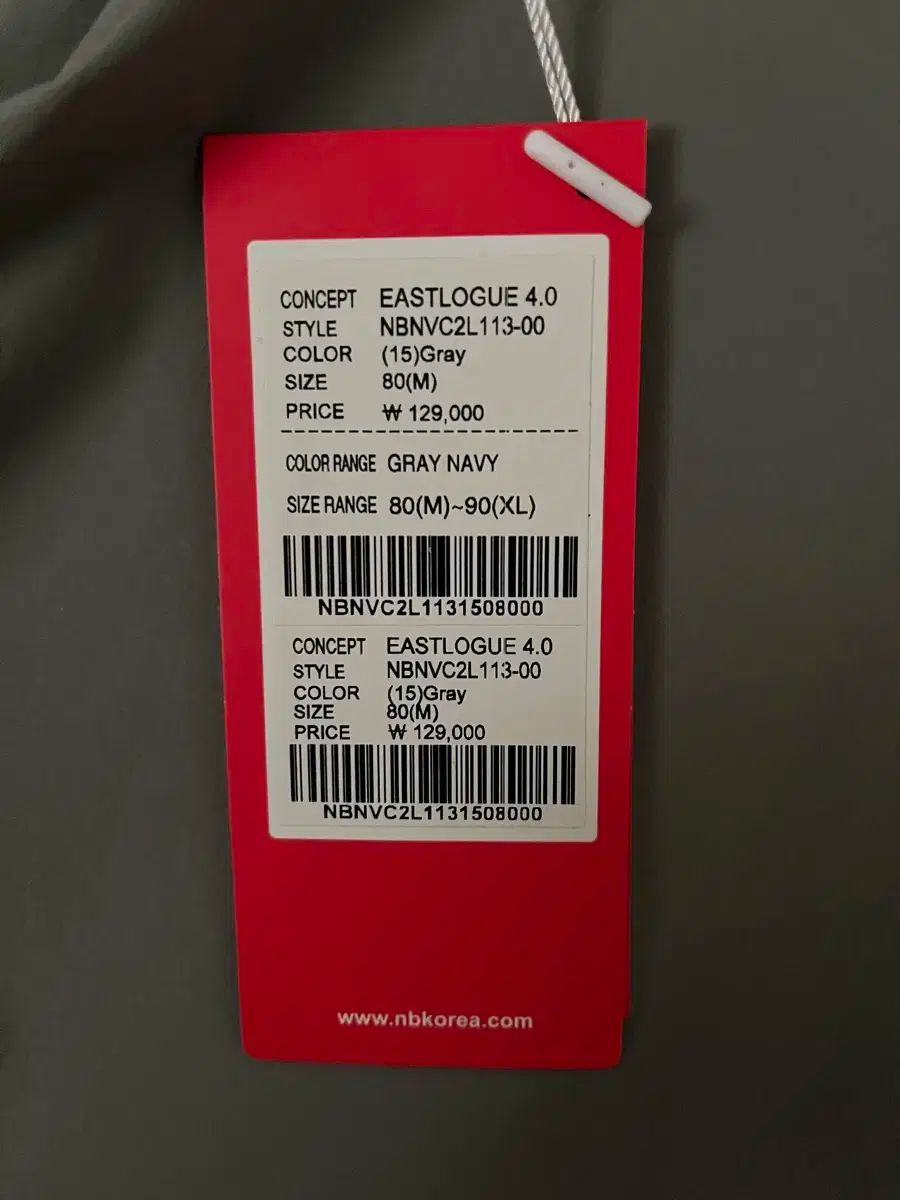 CONCEPT EASTLOGUE 4.0
STYLE NBNVC2L113-00
COLOR (15)Gray
SIZE 80(M)
PRICE ₩ 129,000
COLOR RANGE GRAY NAVY
SIZE RANGE 80(M)~90(XL)
NBNVC2L1131508000
CONCEPT EASTLOGUE 4.0
STYLE NBNVC2L113-00
COLOR (15)Gray
SIZE 80(M)
PRICE ₩ 129,000
NBNVC2L1131508000
www.nbkorea.com